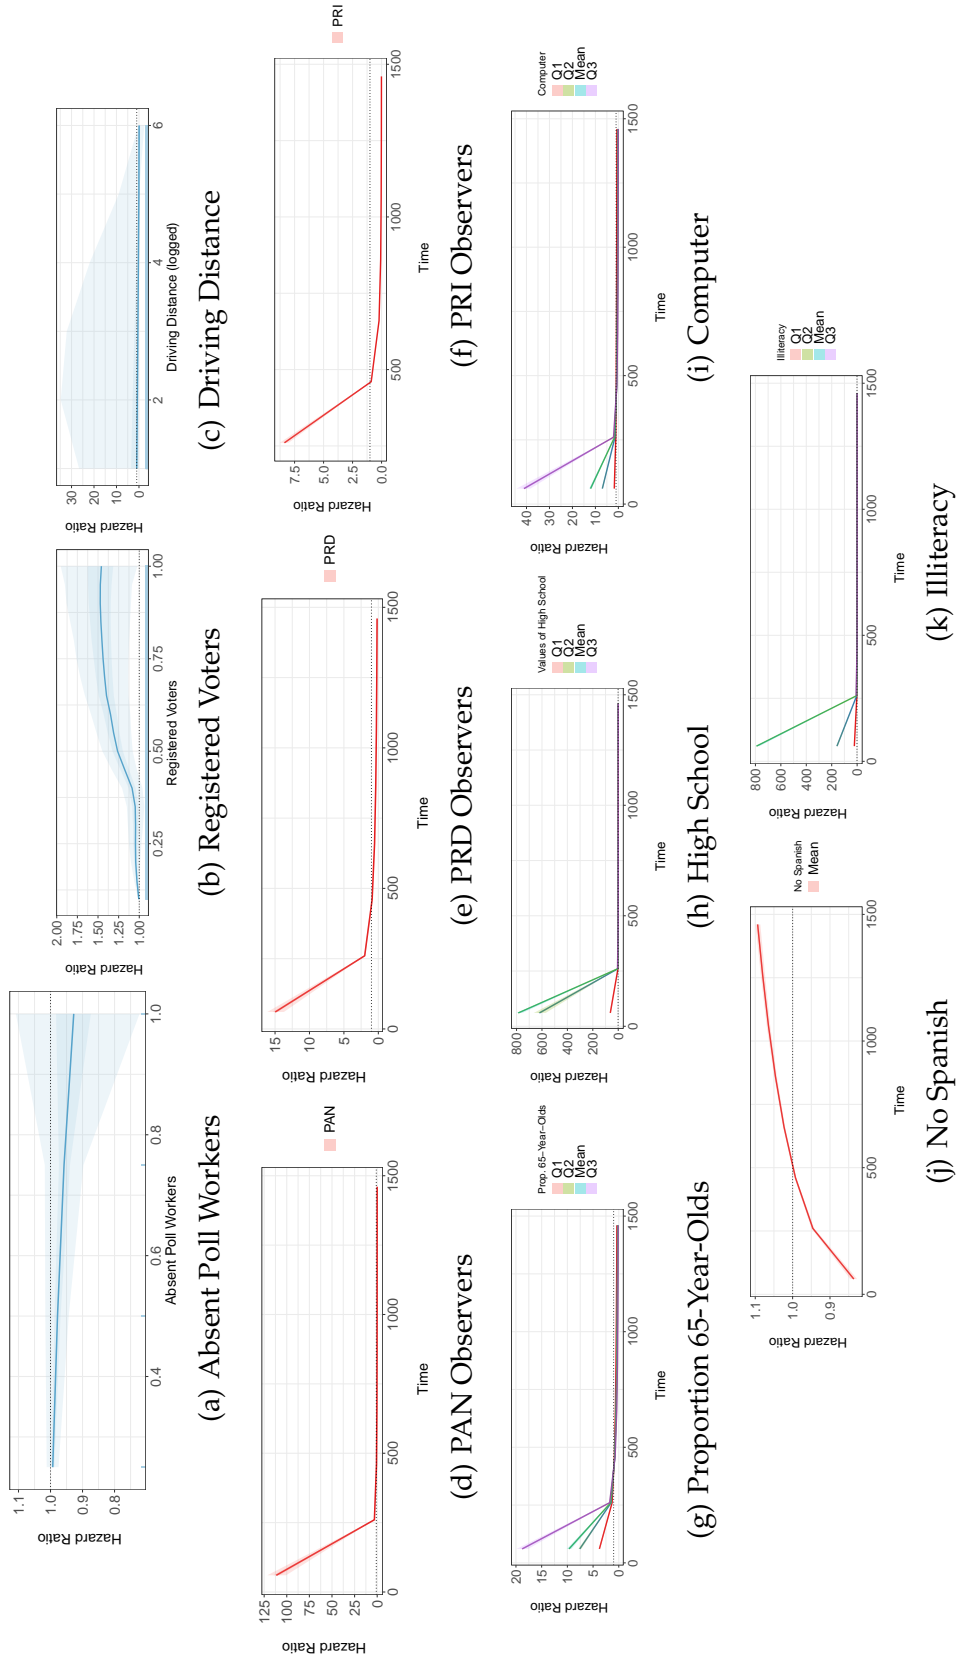 Hazard Ratio
1.1
1.0
0.9
0.8
0.4
0.6
0.8
1.0
Absent Poll Workers
(a) Absent Poll Workers
Hazard Ratio
2.00
1.75
1.50
1.25
1.00
0.25
0.50
0.75
1.00
Registered Voters
(b) Registered Voters
Hazard Ratio
30
20
10
0
2
4
6
Driving Distance (logged)
(c) Driving Distance
Hazard Ratio
125
100
75
50
25
0
0
500
1000
1500
Time
PAN
(d) PAN Observers
Hazard Ratio
15
10
5
0
0
500
1000
1500
Time
PRD
(e) PRD Observers
Hazard Ratio
7.5
5.0
2.5
0.0
500
1000
1500
Time
PRI
(f) PRI Observers
Hazard Ratio
20
15
10
5
0
0
500
1000
1500
Time
Prop. 65−Year−Olds
Q1
Q2
Mean
Q3
(g) Proportion 65-Year-Olds
Hazard Ratio
800
600
400
200
0
0
500
1000
1500
Time
Values of High School
Q1
Q2
Mean
Q3
(h) High School
Hazard Ratio
40
30
20
10
0
0
500
1000
1500
Time
Computer
Q1
Q2
Mean
Q3
(i) Computer
Hazard Ratio
1.1
1.0
0.9
0
500
1000
1500
Time
No Spanish
Mean
(j) No Spanish
Hazard Ratio
800
600
400
200
0
0
500
1000
1500
Time
Illiteracy
Q1
Q2
Mean
Q3
(k) Illiteracy